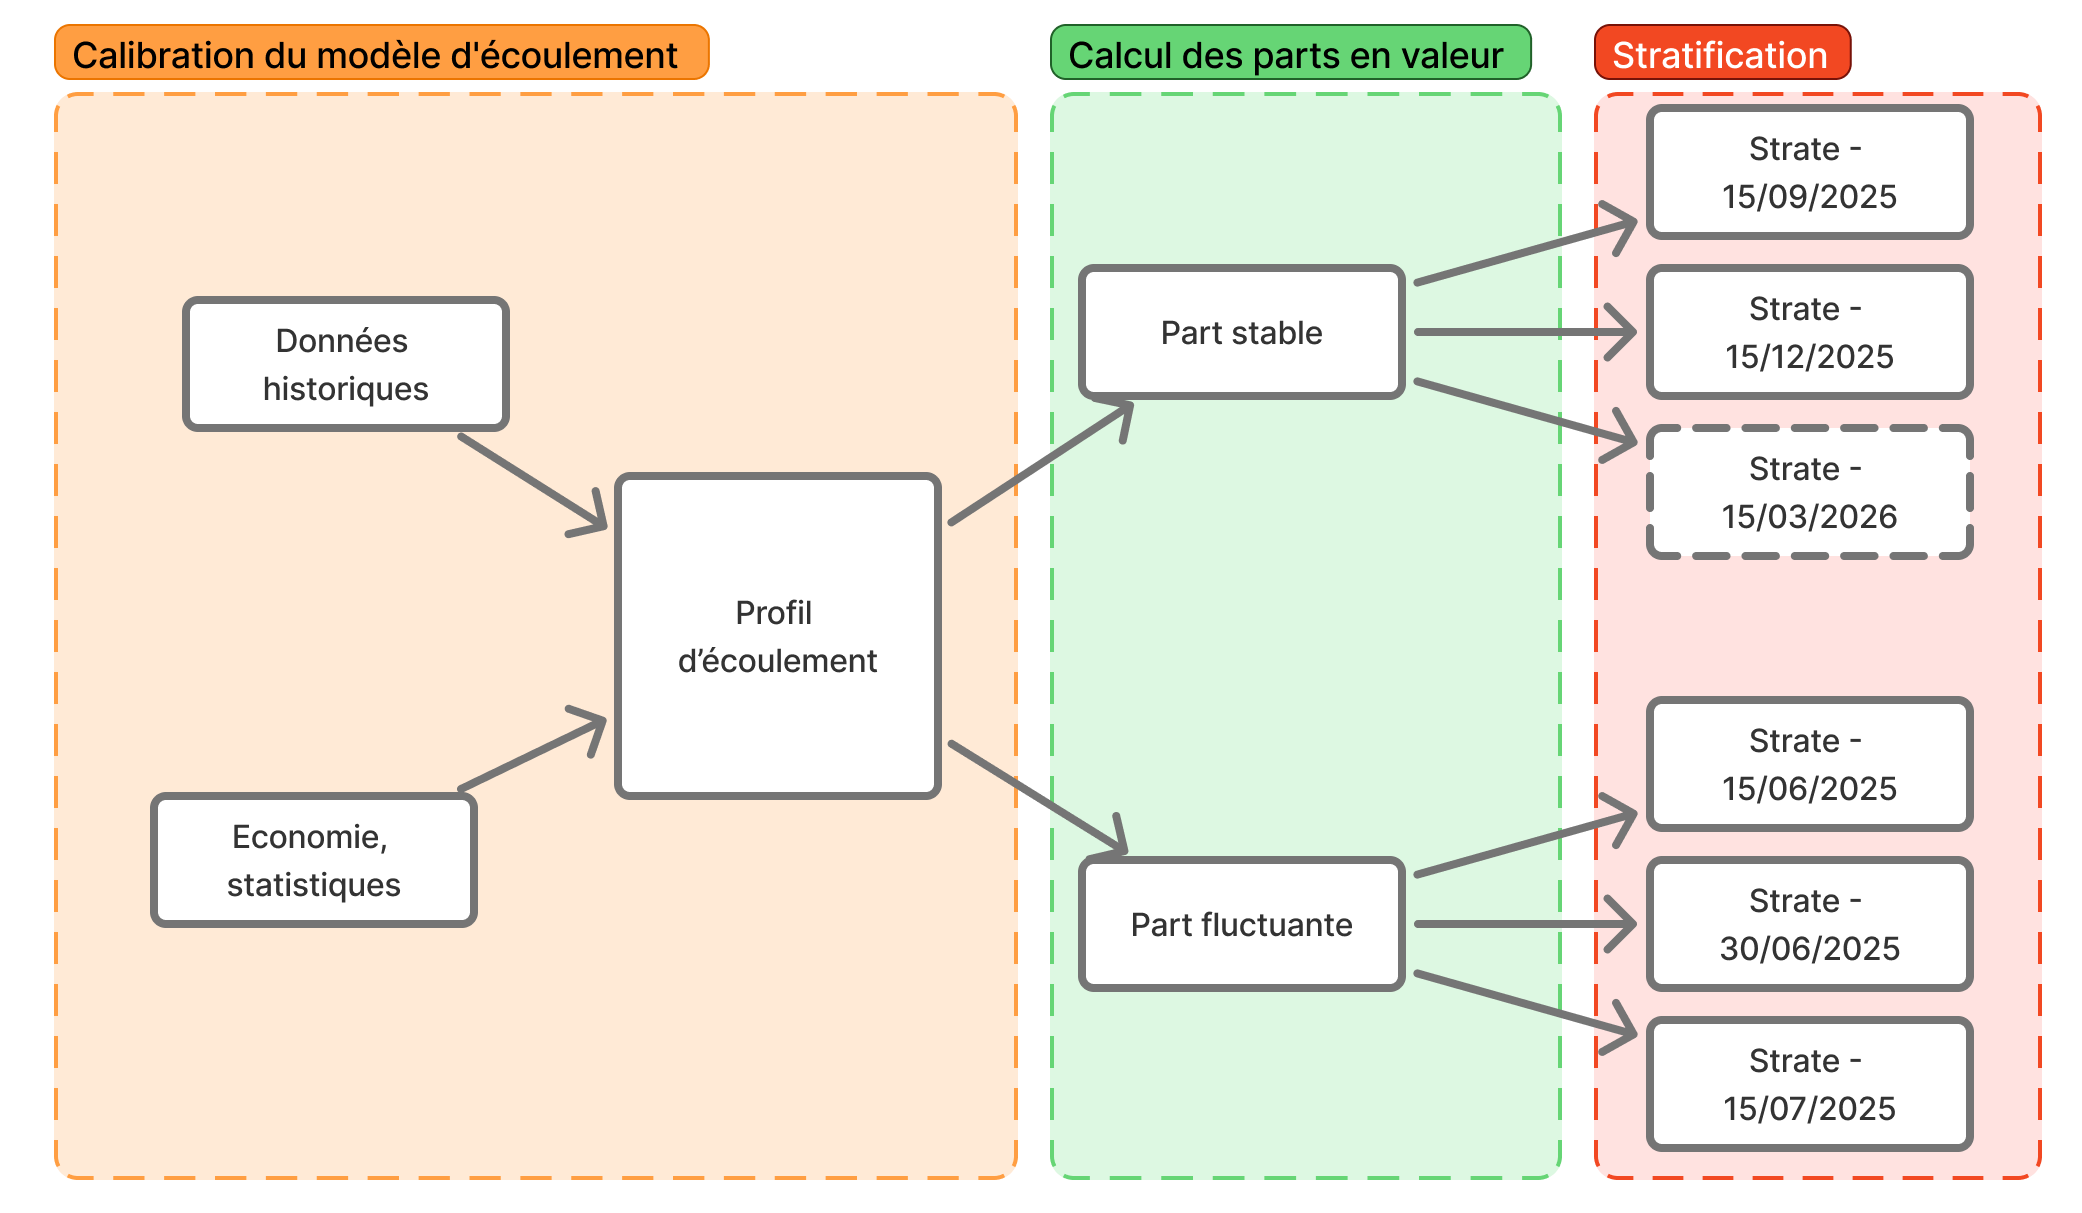 Calibration du modèle d'écoulement
Données
historiques
Economie,
statistiques
Profil
d’écoulement
Calcul des parts en valeur
Part stable
Part fluctuante
Stratification
Strate -
15/09/2025
Strate -
15/12/2025
Strate -
15/03/2026
Strate -
15/06/2025
Strate -
30/06/2025
Strate -
15/07/2025